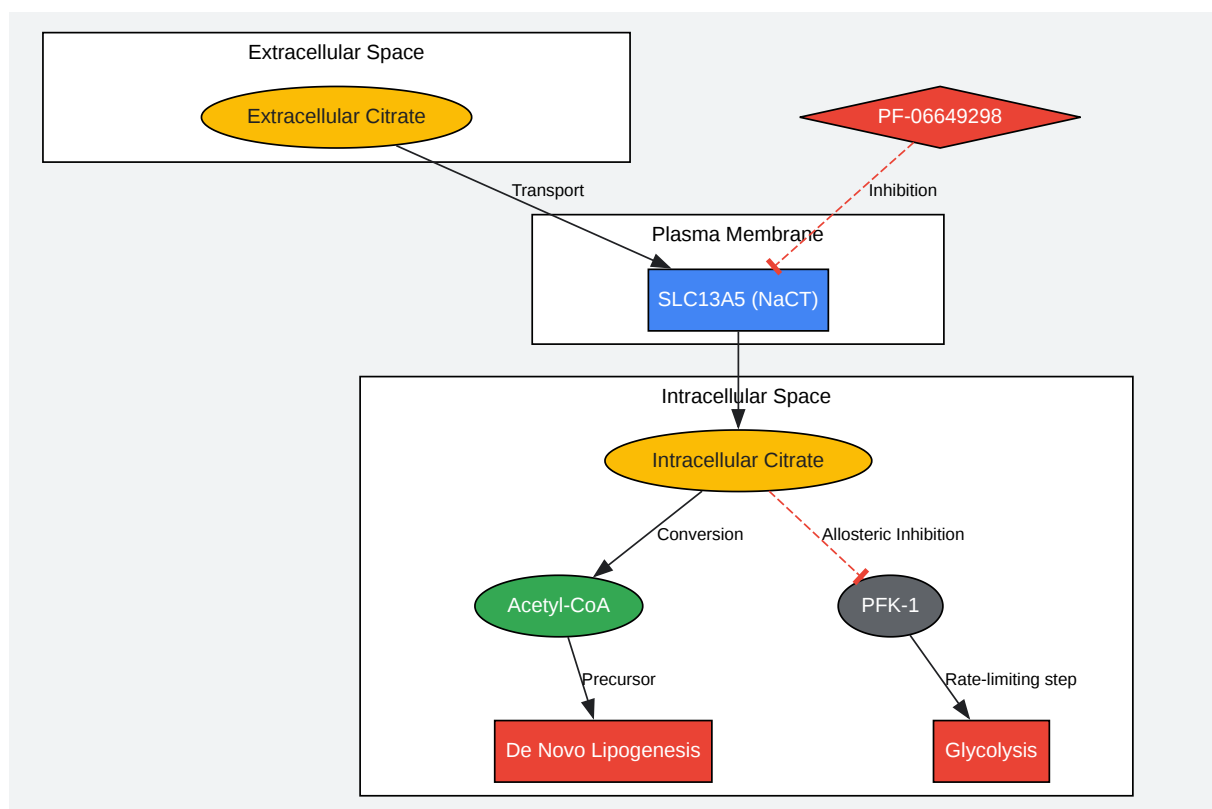 Extracellular Space
Extracellular Citrate
PF-06649298
Transport
Inhibition
Plasma Membrane
SLC13A5 (NaCT)
Intracellular Space
Intracellular Citrate
Conversion
Allosteric Inhibition
Acetyl-CoA
PFK-1
Precursor
Rate-limiting step
De Novo Lipogenesis
Glycolysis